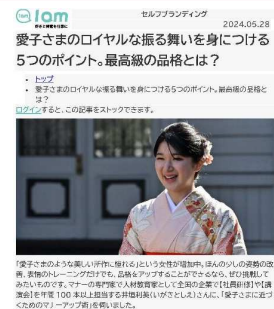 Iam
セルフブランディング
2024.05.28
愛子さまのロイヤルな振る舞いを身につける
5つのポイント。最高級の品格とは？
トップ
愛子さまのロイヤルな振る舞いを身につける5つのポイント。最高級の品格と
は？
ログインすると、この記事をストックできます。
「愛子さまのような美しい所作に憧れる」という女性が増加中。ほんの少しの姿勢の改
善、表情のトレーニングだけでも、品格をアップすることができるなら、ぜひ挑戦して
みたいものです。マナーの専門家で人材教育家として全国の企業で【社員研修】や【講
演会】を年間 100 本以上担当する井垣利英（いがきとしえ）さんに、「愛子さまに近づ
くためのマナーアップ術」を伺いました。